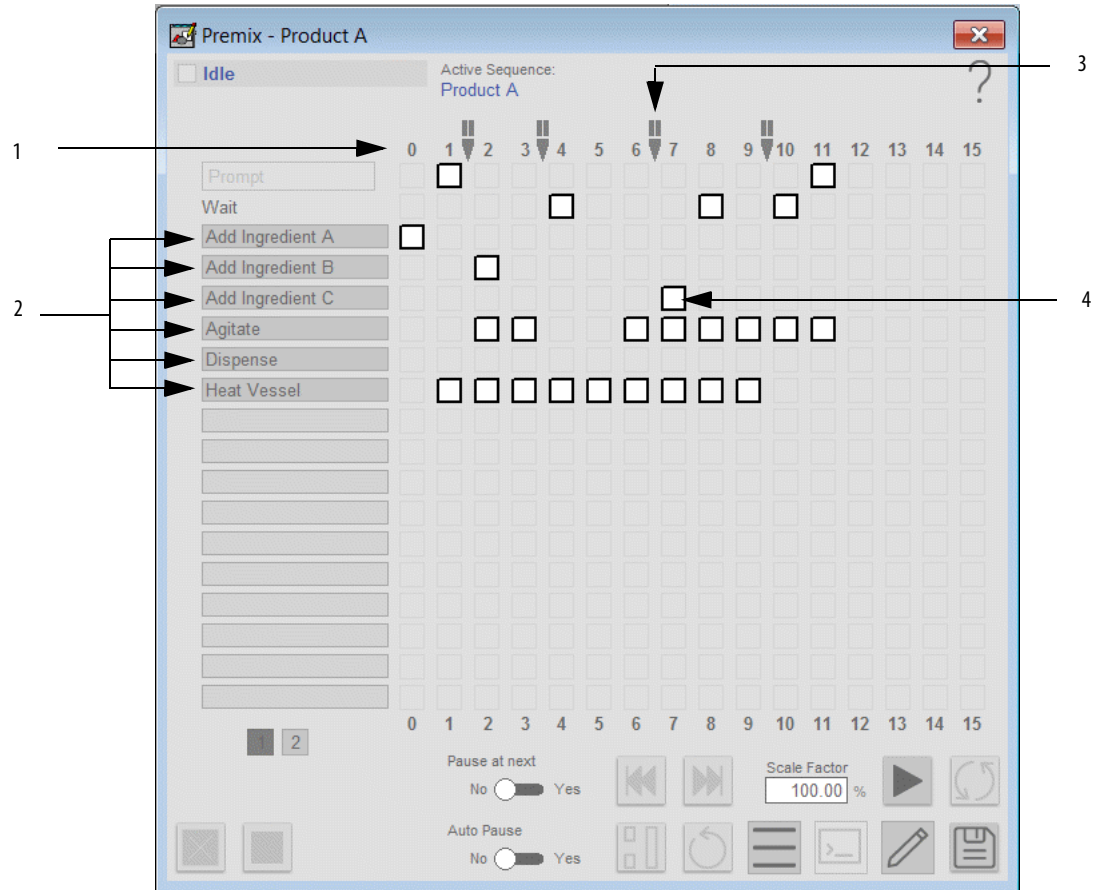 Premix - Product A
Idle
Active Sequence:
Product A
3
1
0 1 2 3 4 5 6 7 8 9 10 11 12 13 14 15
Prompt
Wait
Add Ingredient A
Add Ingredient B
2
Add Ingredient C
4
Agitate
Dispense
Heat Vessel
0 1 2 3 4 5 6 7 8 9 10 11 12 13 14 15
1 2
Pause at next
No Yes
Scale Factor
100.00 %
Auto Pause
No Yes